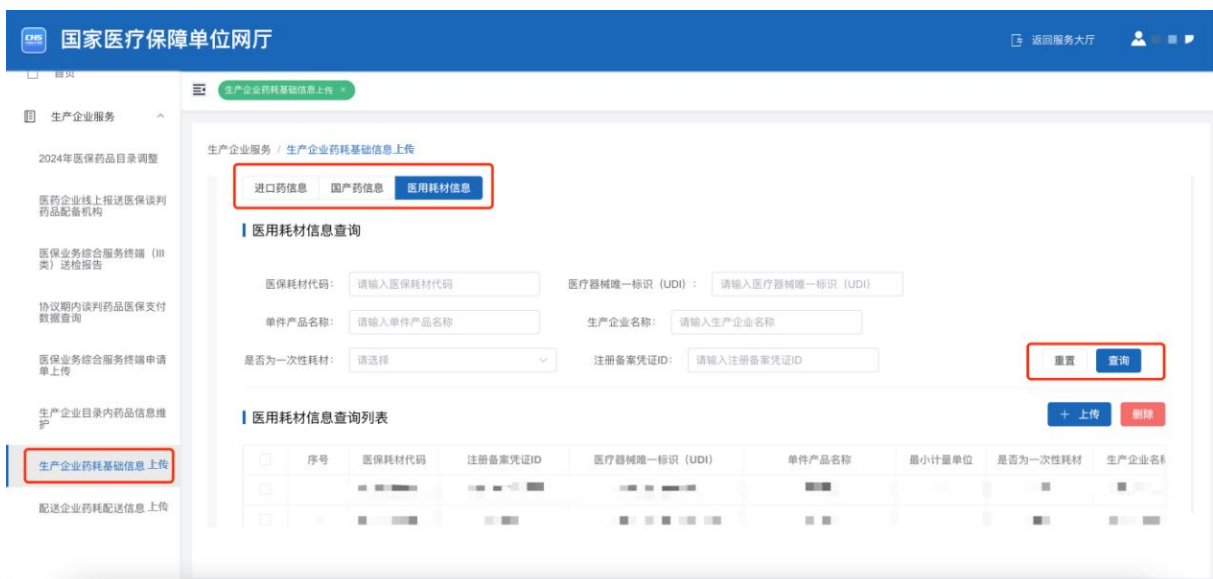 CHS
国家医疗保障单位网厅
返回服务大厅
首页
生产企业服务
2024年医保药品目录调整
医药企业线上报送医保谈判
药品配备机构
医保业务综合服务终端（III
类）送检报告
协议期内谈判药品医保支付
数据查询
医保业务综合服务终端申请
单上传
生产企业目录内药品信息维
护
生产企业药耗基础信息上传
配送企业药耗配送信息上传
生产企业药耗基础信息上传 ×
生产企业服务 / 生产企业药耗基础信息上传
进口药信息 国产药信息 医用耗材信息
医用耗材信息查询
医保耗材代码： 请输入医保耗材代码 医疗器械唯一标识（UDI）： 请输入医疗器械唯一标识（UDI）
单件产品名称： 请输入单件产品名称 生产企业名称： 请输入生产企业名称
是否为一次性耗材： 请选择 注册备案凭证ID： 请输入注册备案凭证ID 重置 查询
医用耗材信息查询列表 + 上传 删除
序号 医保耗材代码 注册备案凭证ID 医疗器械唯一标识（UDI） 单件产品名称 最小计量单位 是否为一次性耗材 生产企业名称